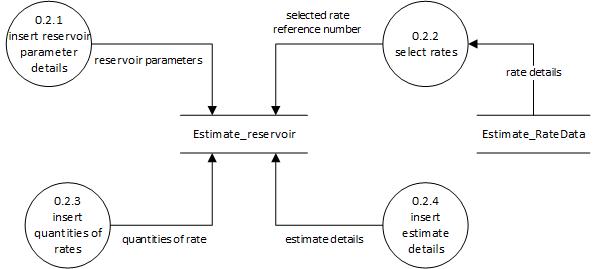 0.2.1
insert reservoir
parameter
details
reservoir parameters
selected rate
reference number
0.2.2
select rates
rate details
Estimate_reservoir
Estimate_RateData
0.2.3
insert
quantities of
rates
quantities of rate
estimate details
0.2.4
insert
estimate
details